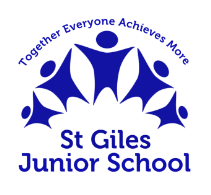 Together Everyone Achieves More
St Giles
Junior School